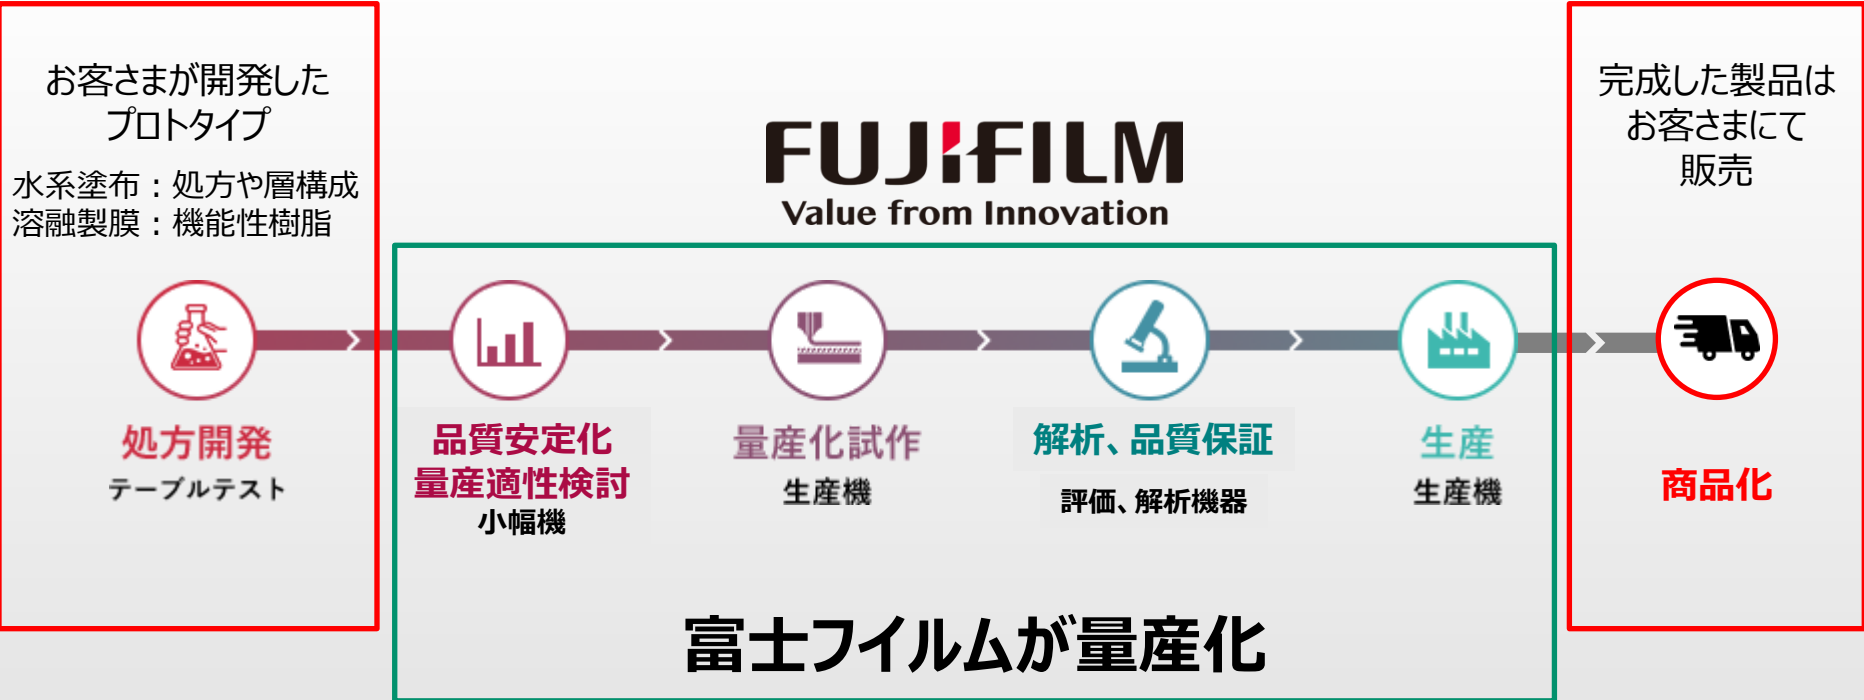 お客さまが開発した
プロトタイプ
水系塗布：処方や層構成
溶融製膜：機能性樹脂
処方開発
テーブルテスト
FUJIFILM
Value from Innovation
品質安定化
量産適性検討
小幅機
量産化試作
生産機
解析、品質保証
評価、解析機器
生産
生産機
富士フイルムが量産化
完成した製品は
お客さまにて
販売
商品化